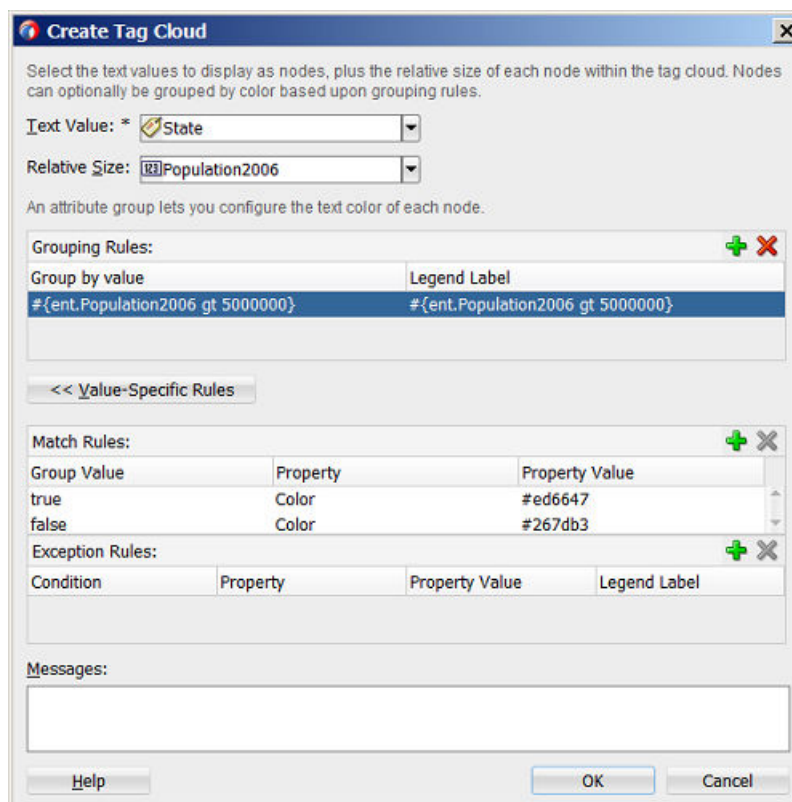 Create Tag Cloud
Select the text values to display as nodes, plus the relative size of each node within the tag cloud. Nodes
can optionally be grouped by color based upon grouping rules.
Text Value: * State
Relative Size: 123 Population2006
An attribute group lets you configure the text color of each node.
Grouping Rules:
Group by value Legend Label
#{ent.Population2006 gt 5000000} #{ent.Population2006 gt 5000000}
<< Value-Specific Rules
Match Rules:
Group Value Property Property Value
true Color #ed6647
false Color #267db3
Exception Rules:
Condition Property Property Value Legend Label
Messages:
Help OK Cancel